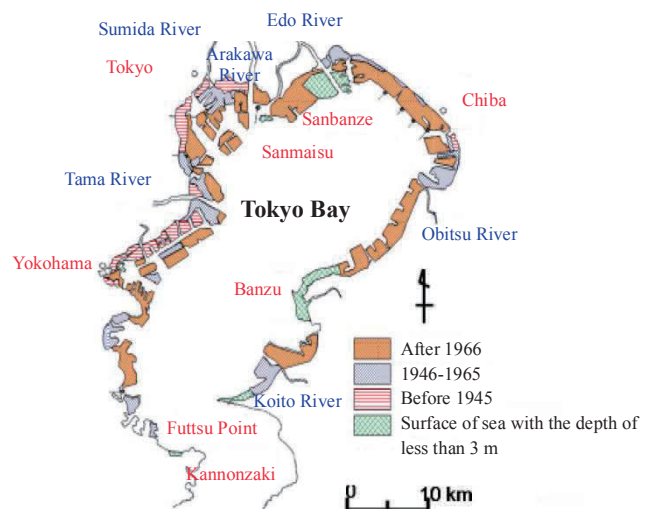 Edo River
Sumida River
Arakawa
River
Tokyo
Chiba
Sanbanze
Sanmaisu
Tama River
Tokyo Bay
Obitsu River
Yokohama
Banzu
After 1966
1946-1965
Before 1945
Surface of sea with the depth of
less than 3 m
Koito River
Futtsu Point
Kannonzaki
0 10 km